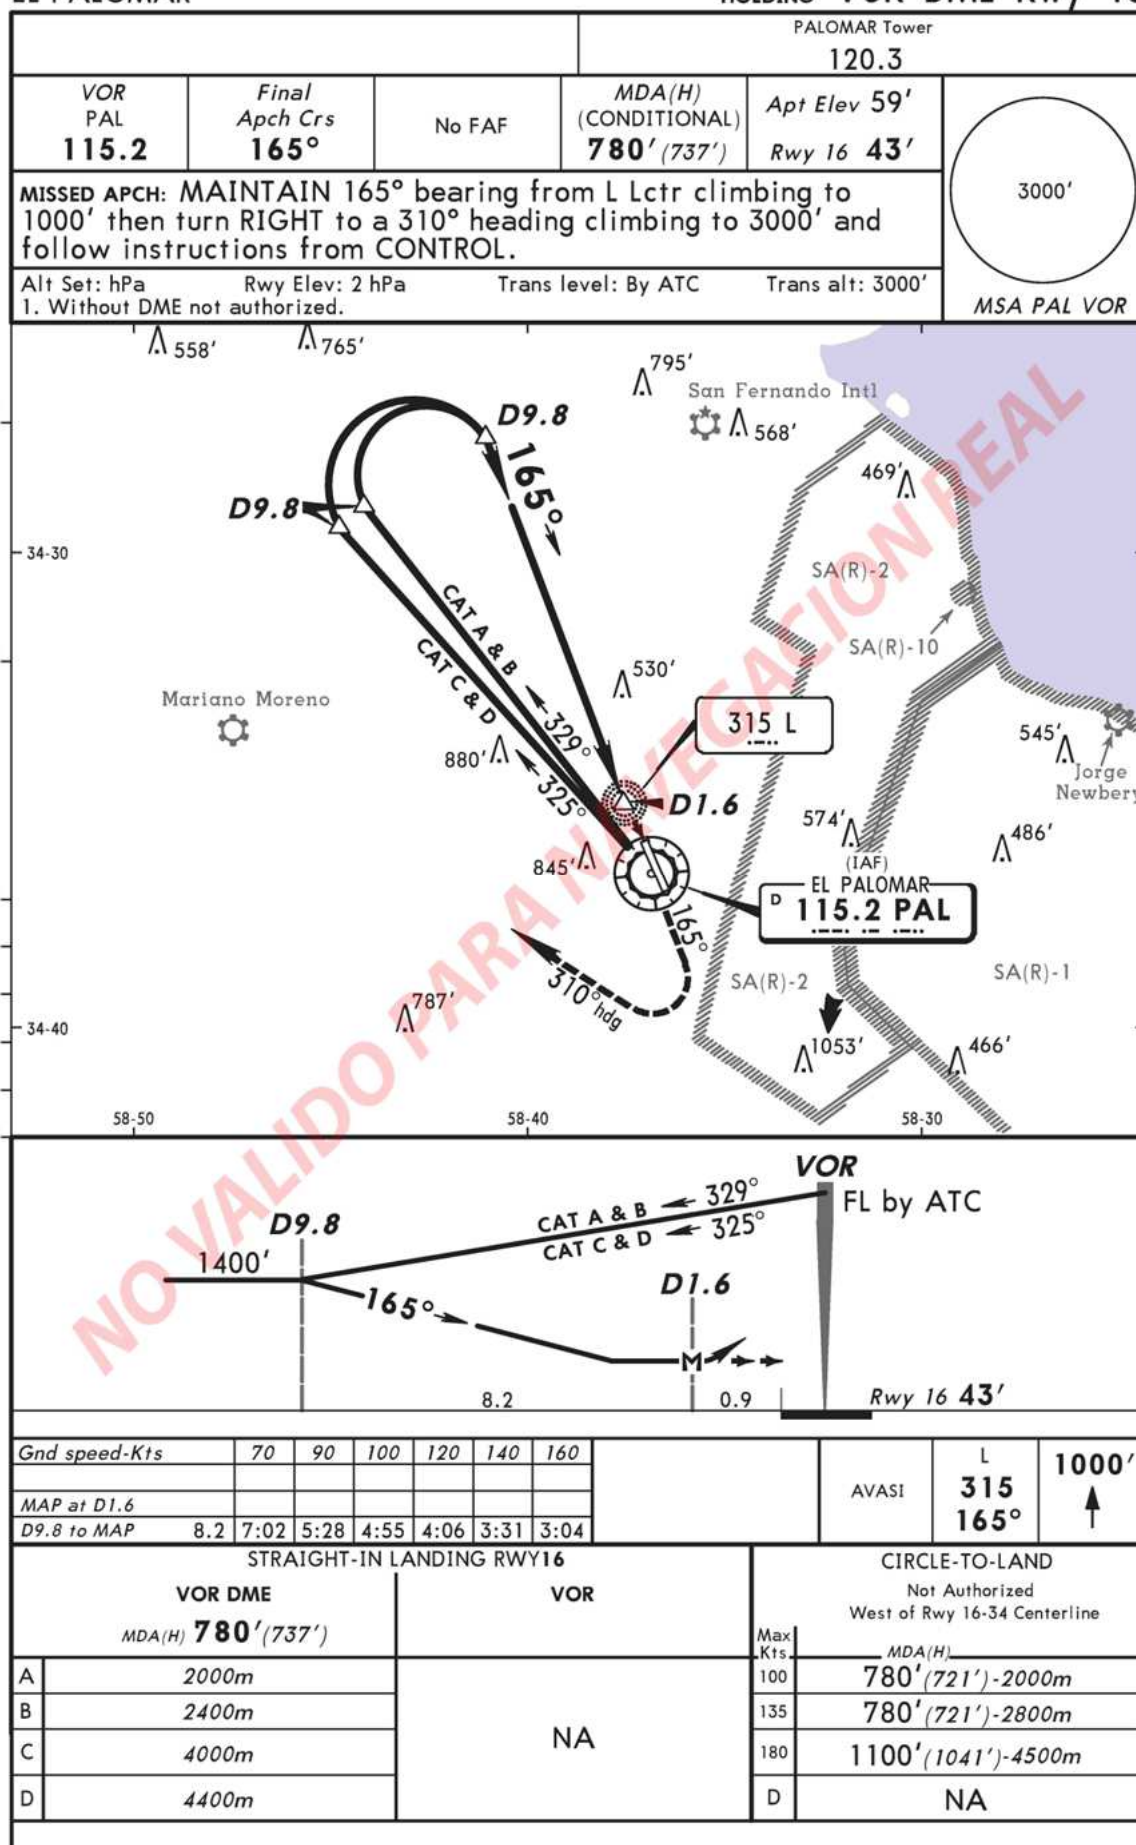 PALOMAR Tower
120.3
VOR
PAL
115.2
Final
Apch Crs
165°
No FAF
MDA(H)
(CONDITIONAL)
780'(737')
Apt Elev 59'
Rwy 16 43'
3000'
MSA PAL VOR
MISSED APCH: MAINTAIN 165° bearing from L Lctr climbing to
1000' then turn RIGHT to a 310° heading climbing to 3000' and
follow instructions from CONTROL.
Alt Set: hPa Rwy Elev: 2 hPa Trans level: By ATC Trans alt: 3000'
1. Without DME not authorized.
558'
765'
795'
San Fernando Intl
568'
D9.8
165°
469'
D9.8
34-30
SA(R)-2
SA(R)-10
CAT A & B
329°
CAT C & D
325°
530'
Mariano Moreno
315 L
880'
D1.6
545'
Jorge
Newbery
574'
486'
845'
(IAF)
EL PALOMAR
D 115.2 PAL
165°
310° hdg
SA(R)-2
SA(R)-1
787'
34-40
1053'
466'
58-50
58-40
58-30
NO VALIDO PARA NAVEGACION REAL
VOR
FL by ATC
CAT A & B 329°
CAT C & D 325°
D9.8
1400'
165°
D1.6
M
8.2
0.9
Rwy 16 43'
Gnd speed-Kts 70 90 100 120 140 160
MAP at D1.6
D9.8 to MAP 8.2 7:02 5:28 4:55 4:06 3:31 3:04
AVASI
L
315
165°
1000'
STRAIGHT-IN LANDING RWY16
VOR DME
MDA(H) 780'(737')
VOR
A 2000m
B 2400m
C 4000m
D 4400m
NA
CIRCLE-TO-LAND
Not Authorized
West of Rwy 16-34 Centerline
Max
Kts
MDA(H)
100 780'(721')-2000m
135 780'(721')-2800m
180 1100'(1041')-4500m
D NA